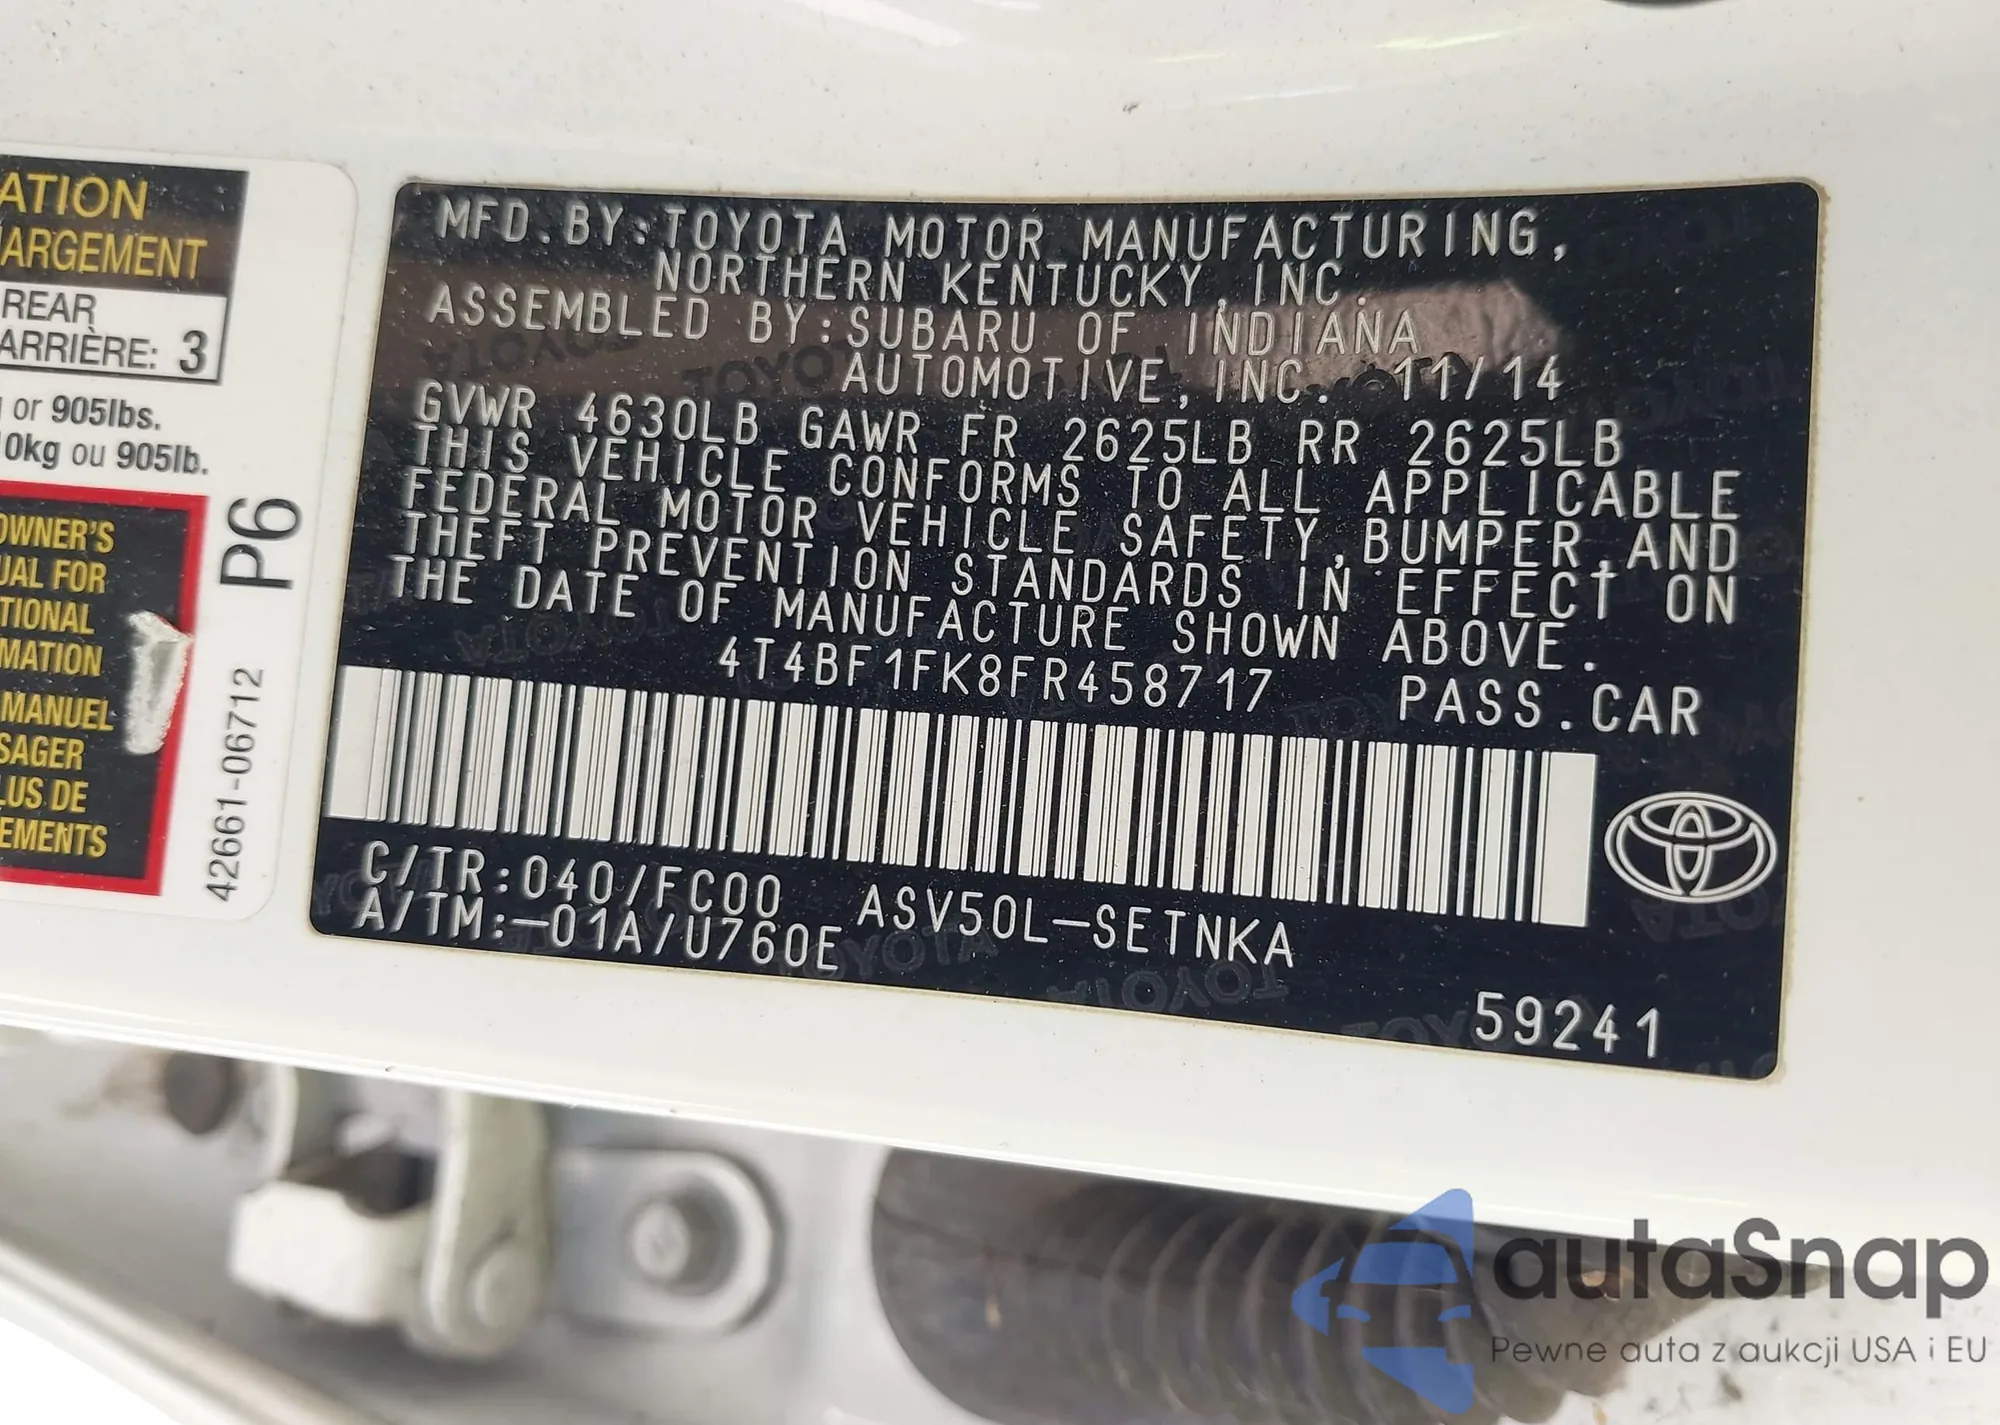 ATION
ARGEMENT
REAR
ARRIÈRE: 3
or 905lbs.
0kg ou 905lb.
OWNER'S
UAL FOR
TIONAL
MATION
MANUEL
SAGER
LUS DE
EMENTS
P6
42661-06712
MFD.BY:TOYOTA MOTOR MANUFACTURING,
NORTHERN KENTUCKY,INC.
ASSEMBLED BY:SUBARU OF INDIANA
AUTOMOTIVE,INC. 11/14
GVWR 4630LB GAWR FR 2625LB RR 2625LB
THIS VEHICLE CONFORMS TO ALL APPLICABLE
FEDERAL MOTOR VEHICLE SAFETY,BUMPER,AND
THEFT PREVENTION STANDARDS IN EFFECT ON
THE DATE OF MANUFACTURE SHOWN ABOVE.
4T4BF1FK8FR458717 PASS.CAR
C/TR:040/FC00 ASV50L-SETNKA
A/TM:-01A/U760E
59241
autaSnap
Pewne auta z aukcji USA i EU